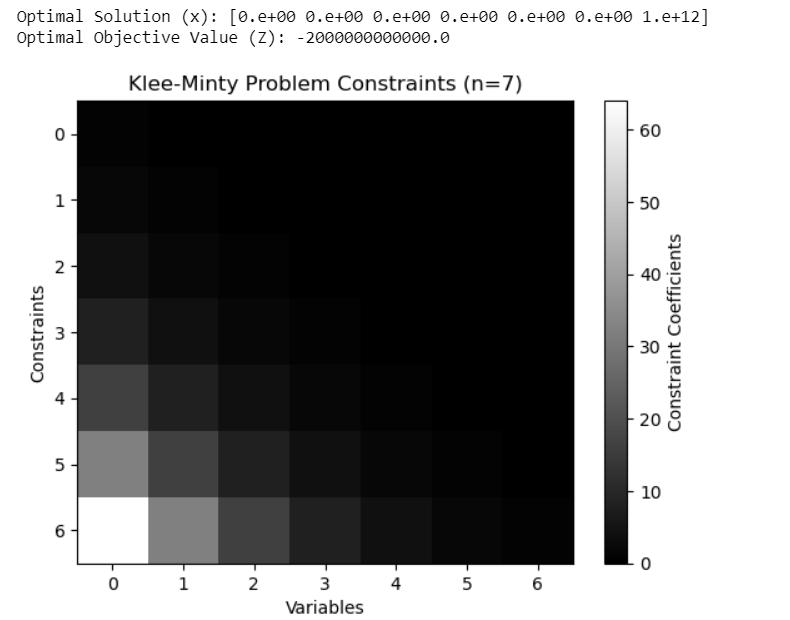 Optimal Solution (x): [0.e+00 0.e+00 0.e+00 0.e+00 0.e+00 0.e+00 1.e+12]
Optimal Objective Value (Z): -2000000000000.0
Klee-Minty Problem Constraints (n=7)
0
1
2
3
4
5
6
Constraints
0 1 2 3 4 5 6
Variables
60
50
40
30
20
10
0
Constraint Coefficients